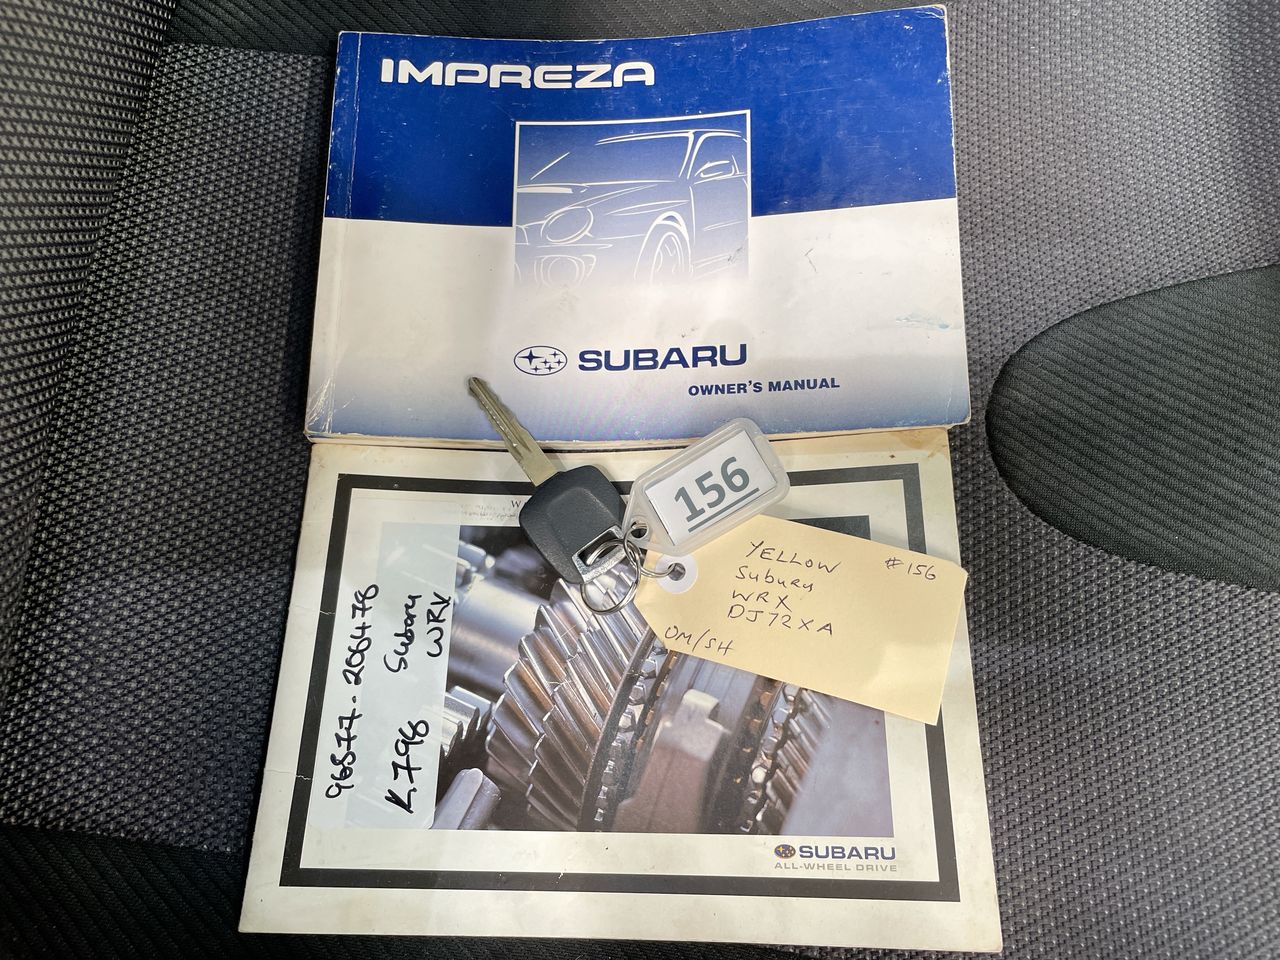 IMPREZA
SUBARU
OWNER'S MANUAL
156
YELLOW
#156
Subaru
WRX
DJ72XA
OM/SH
96577-206478
Subaru
WRX
K.798
SUBARU
ALL-WHEEL DRIVE